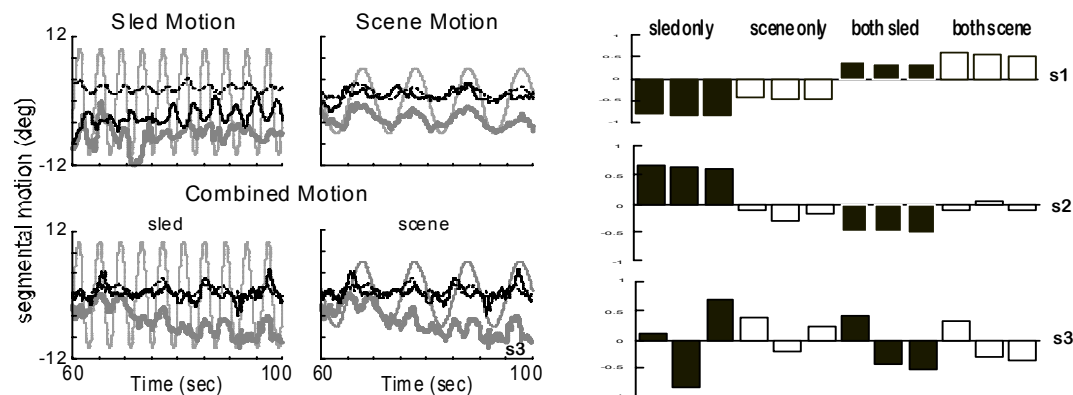 Sled Motion
Scene Motion
12
-12
Combined Motion
sled
scene
12
-12
segmental motion (deg)
s3
60
100
60
100
Time (sec)
Time (sec)
sled only
scene only
both sled
both scene
1
0.5
0
-0.5
-1
s1
1
0.5
0
0.5
-1
s2
1
0.5
0
-0.5
-1
s3